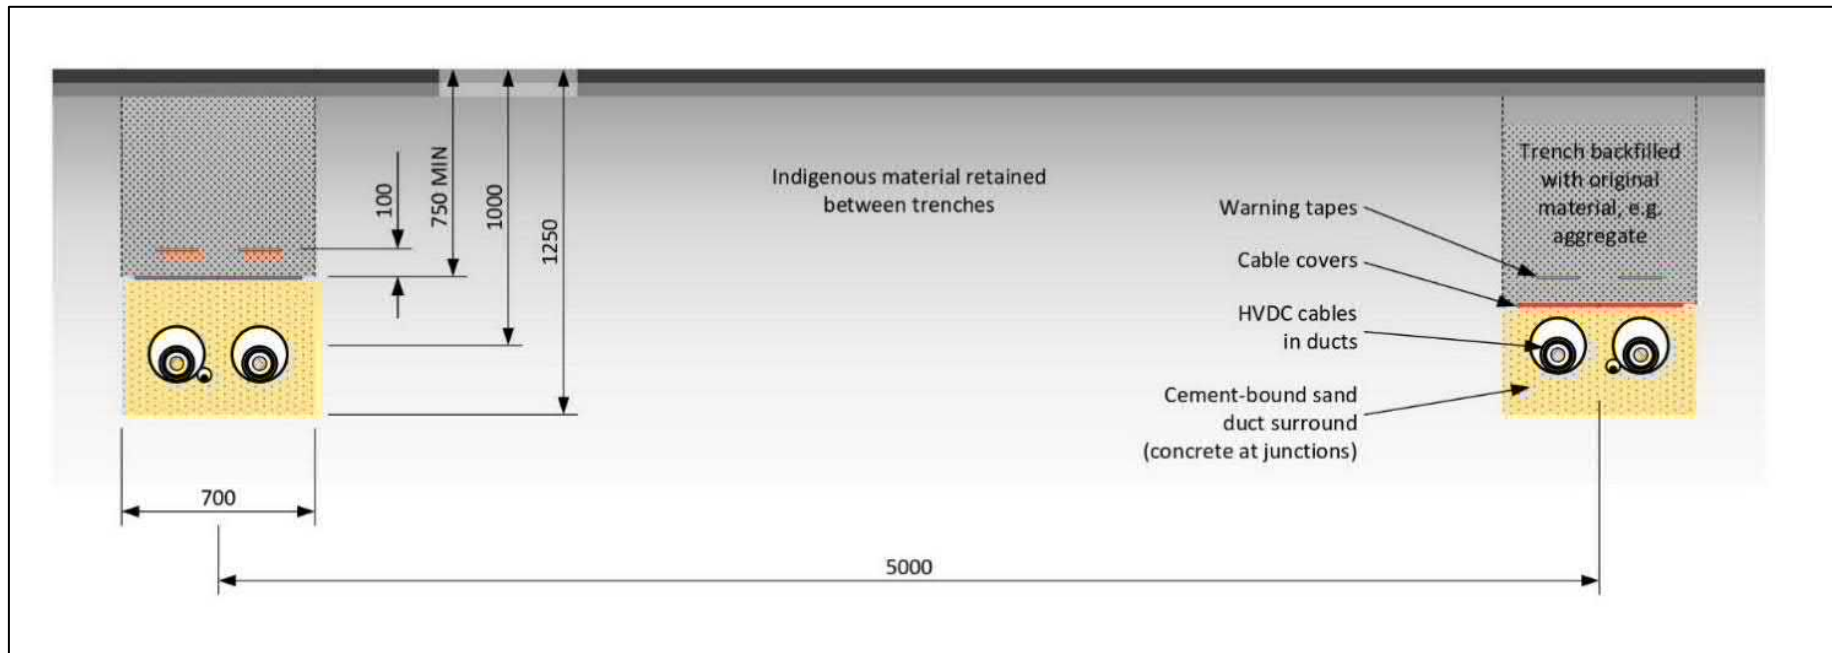 100
750 MIN
1000
1250
Indigenous material retained
between trenches
Trench backfilled
with original
material, e.g.
aggregate
Warning tapes
Cable covers
HVDC cables
in ducts
Cement-bound sand
duct surround
(concrete at junctions)
700
5000